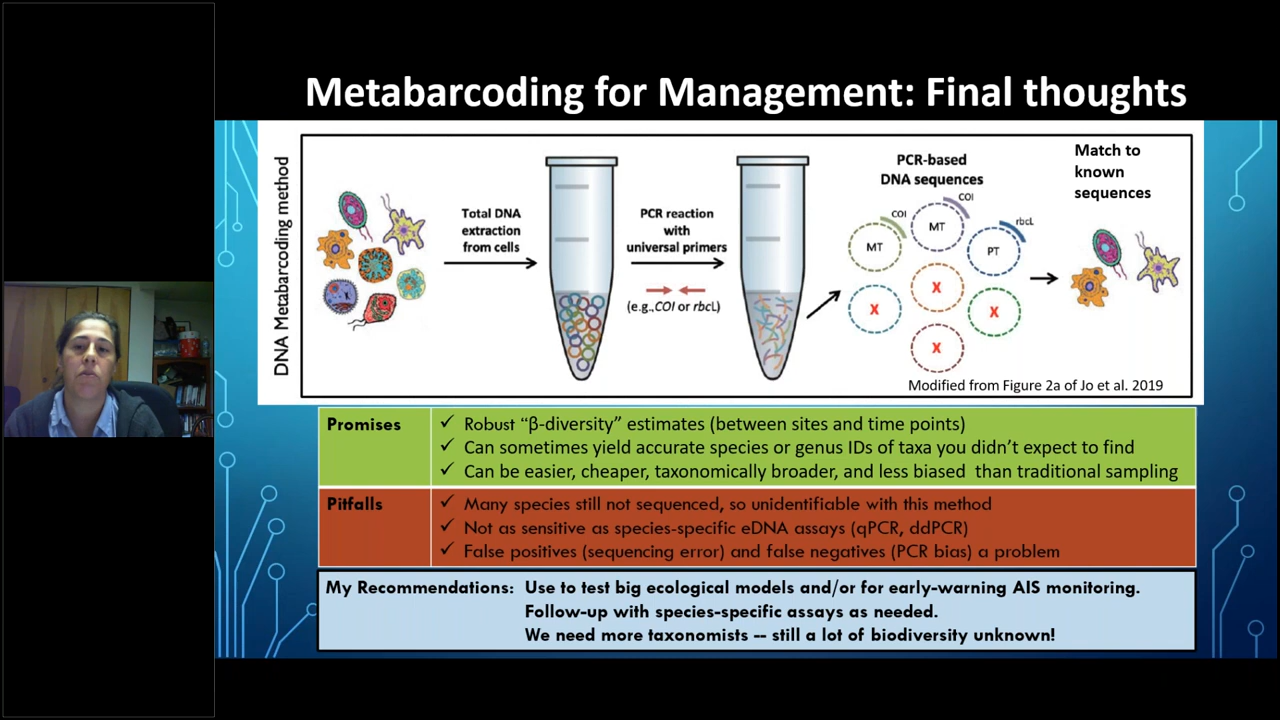 Metabarcoding for Management: Final thoughts
DNA Metabarcoding method
Total DNA
extraction
from cells
PCR reaction
with
universal primers
(e.g.,COI or rbcL)
PCR-based
DNA sequences
COI
COI
rbcL
MT
MT
PT
X
X
X
X
Match to
known
sequences
Modified from Figure 2a of Jo et al. 2019
Promises
✓ Robust “β-diversity” estimates (between sites and time points)
✓ Can sometimes yield accurate species or genus IDs of taxa you didn’t expect to find
✓ Can be easier, cheaper, taxonomically broader, and less biased than traditional sampling
Pitfalls
✓ Many species still not sequenced, so unidentifiable with this method
✓ Not as sensitive as species-specific eDNA assays (qPCR, ddPCR)
✓ False positives (sequencing error) and false negatives (PCR bias) a problem
My Recommendations: Use to test big ecological models and/or for early-warning AIS monitoring.
Follow-up with species-specific assays as needed.
We need more taxonomists -- still a lot of biodiversity unknown!